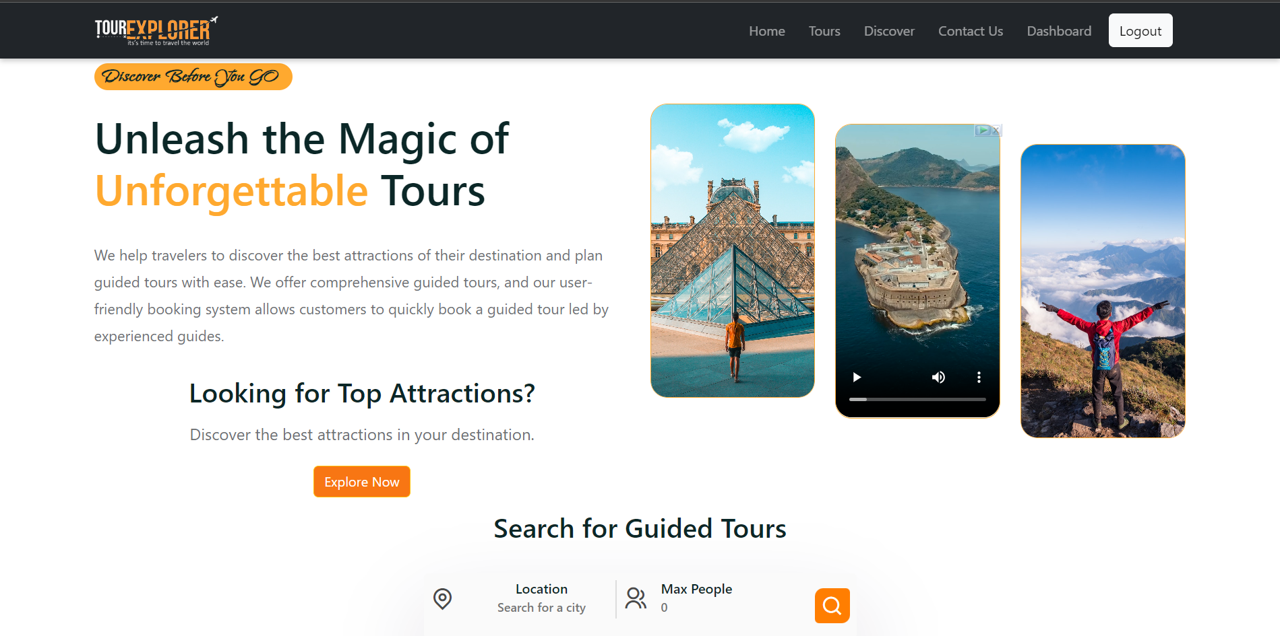 TOUREXPLORER
its's time to travel the world
Home Tours Discover Contact Us Dashboard Logout
Discover Before You GO
Unleash the Magic of
Unforgettable Tours
We help travelers to discover the best attractions of their destination and plan
guided tours with ease. We offer comprehensive guided tours, and our user-
friendly booking system allows customers to quickly book a guided tour led by
experienced guides.
Looking for Top Attractions?
Discover the best attractions in your destination.
Explore Now
Search for Guided Tours
Location
Search for a city
Max People
0